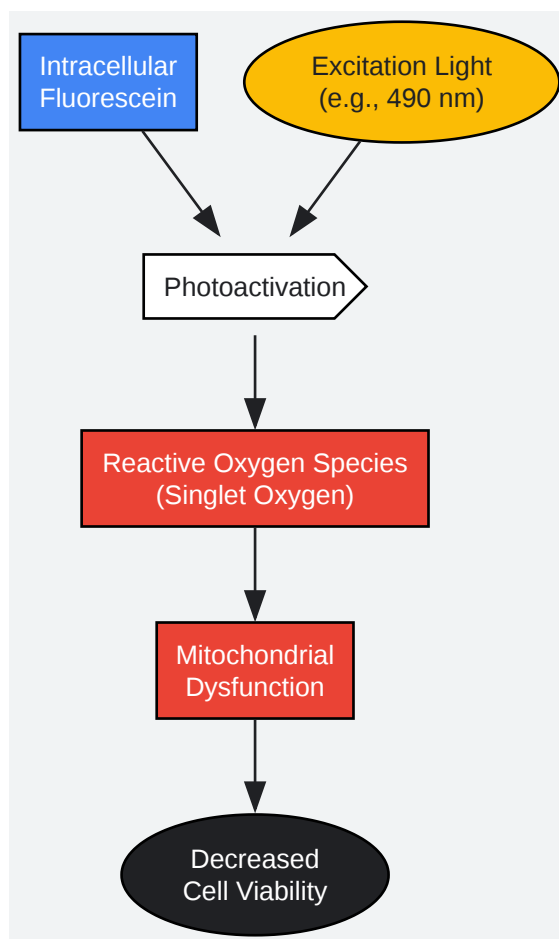 Intracellular
Fluorescein
Excitation Light
(e.g., 490 nm)
Photoactivation
Reactive Oxygen Species
(Singlet Oxygen)
Mitochondrial
Dysfunction
Decreased
Cell Viability